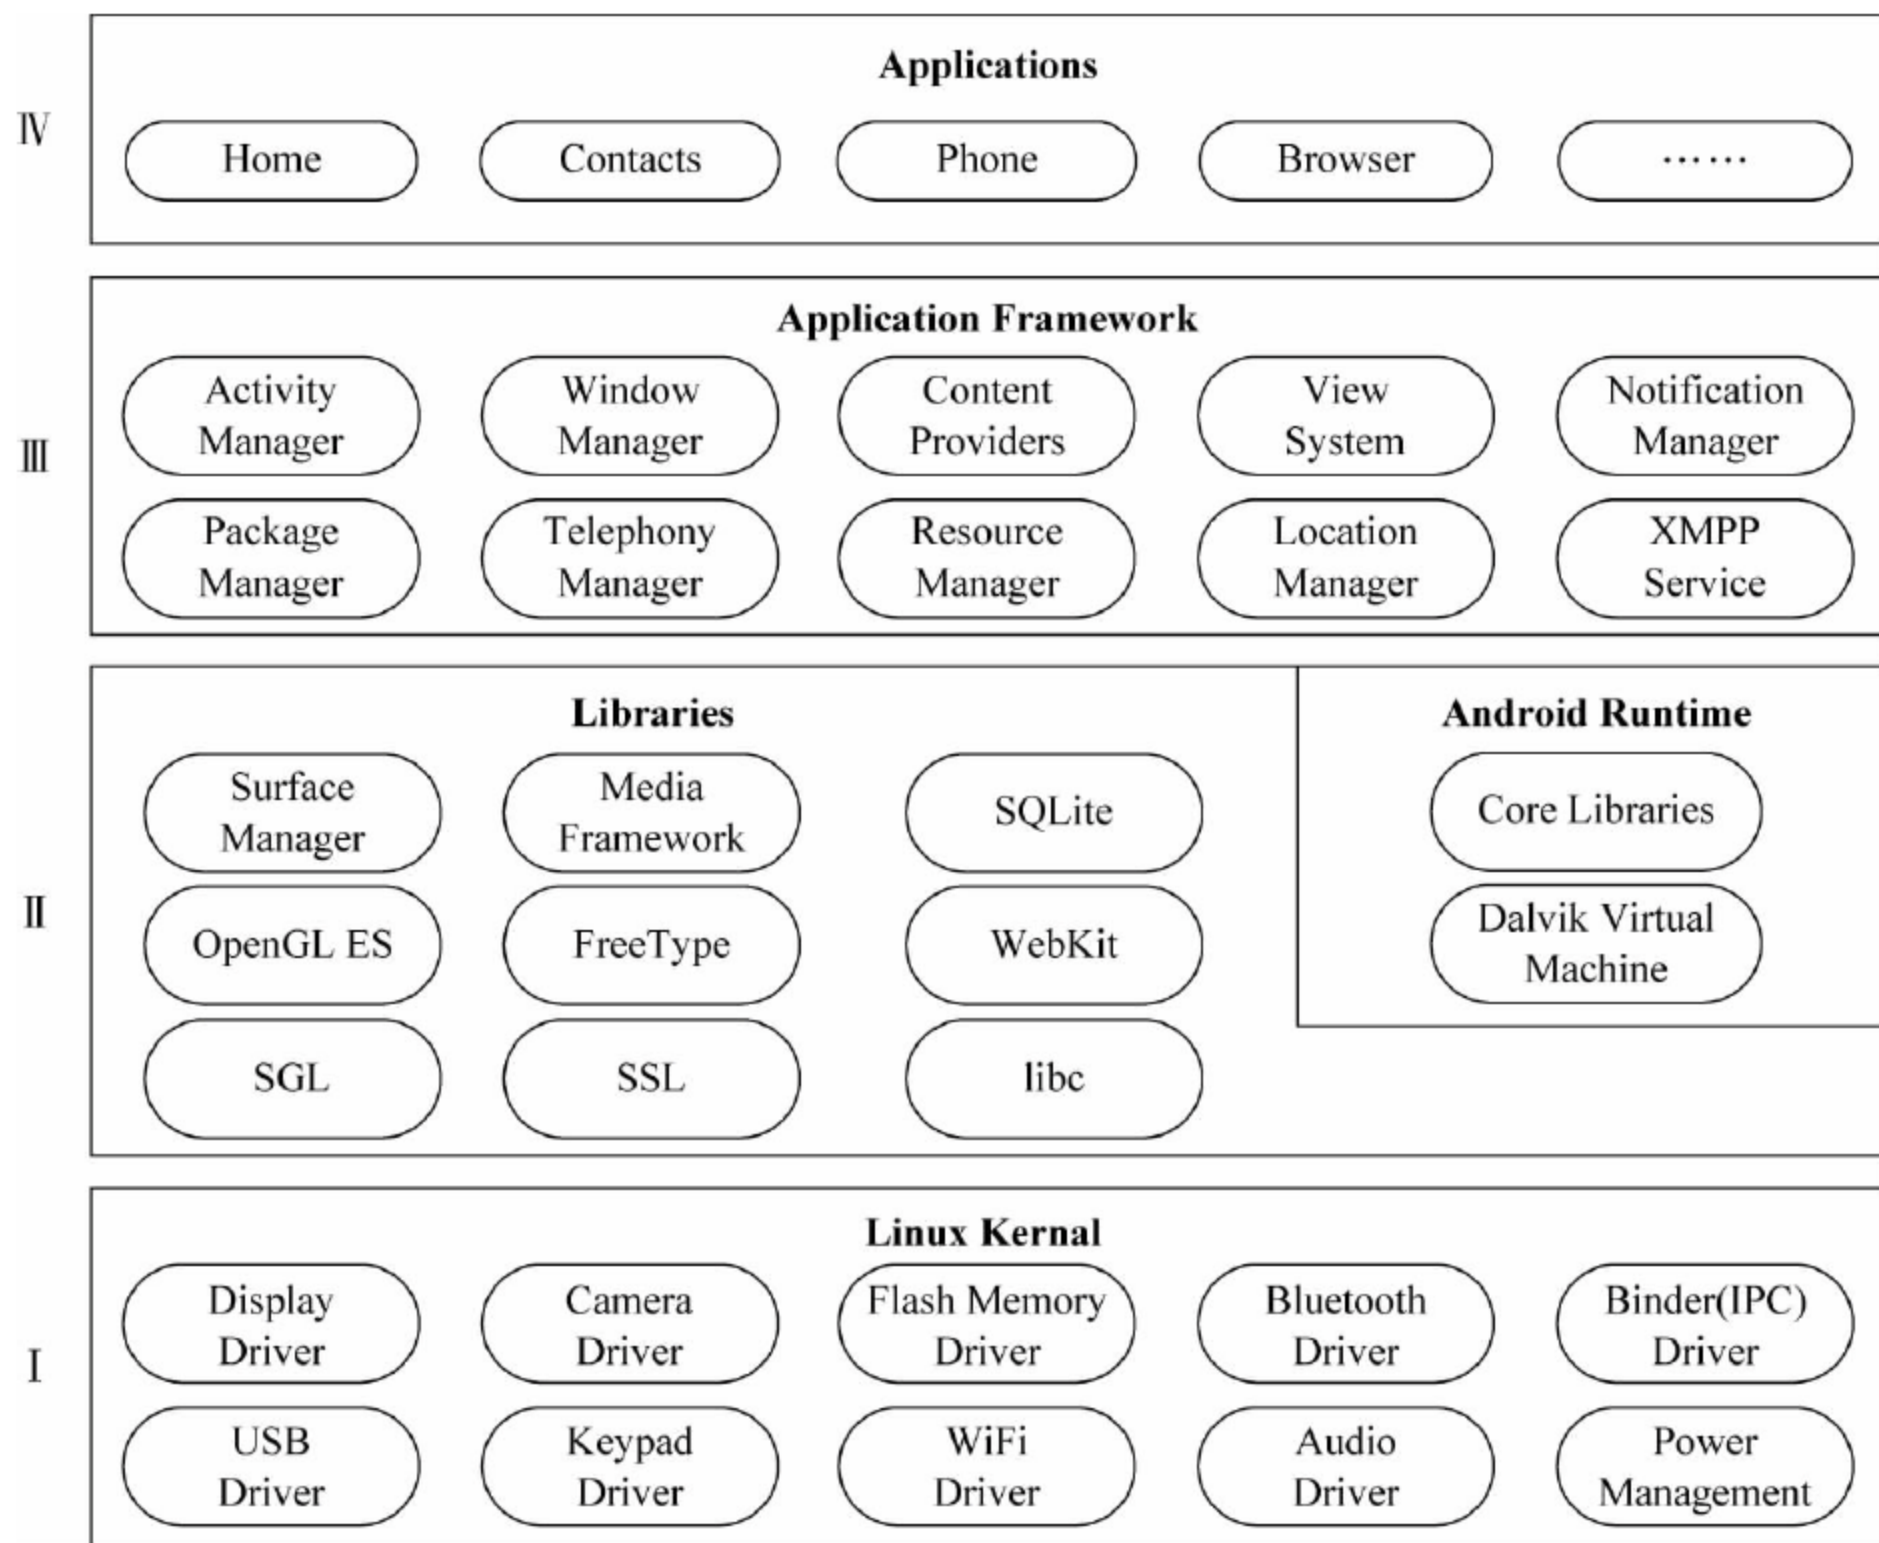 Applications
Ⅳ
Home
Contacts
Phone
Browser
……
Application Framework
Activity
Manager
Window
Manager
Content
Providers
View
System
Notification
Manager
Ⅲ
Package
Manager
Telephony
Manager
Resource
Manager
Location
Manager
XMPP
Service
Libraries
Surface
Manager
Media
Framework
SQLite
Ⅱ
OpenGL ES
FreeType
WebKit
SGL
SSL
libc
Android Runtime
Core Libraries
Dalvik Virtual
Machine
Linux Kernal
Display
Driver
Camera
Driver
Flash Memory
Driver
Bluetooth
Driver
Binder(IPC)
Driver
Ⅰ
USB
Driver
Keypad
Driver
WiFi
Driver
Audio
Driver
Power
Management